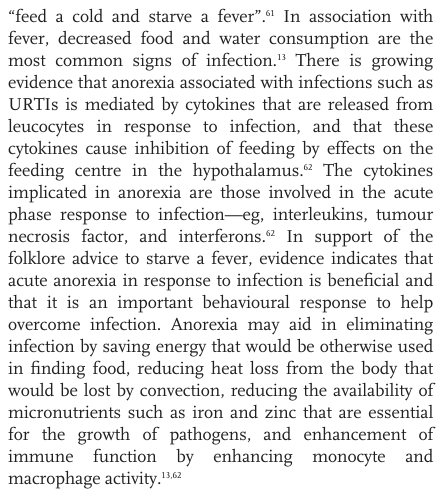 “feed a cold and starve a fever”.61 In association with
fever, decreased food and water consumption are the
most common signs of infection.13 There is growing
evidence that anorexia associated with infections such as
URTIs is mediated by cytokines that are released from
leucocytes in response to infection, and that these
cytokines cause inhibition of feeding by effects on the
feeding centre in the hypothalamus.62 The cytokines
implicated in anorexia are those involved in the acute
phase response to infection—eg, interleukins, tumour
necrosis factor, and interferons.62 In support of the
folklore advice to starve a fever, evidence indicates that
acute anorexia in response to infection is beneficial and
that it is an important behavioural response to help
overcome infection. Anorexia may aid in eliminating
infection by saving energy that would be otherwise used
in finding food, reducing heat loss from the body that
would be lost by convection, reducing the availability of
micronutrients such as iron and zinc that are essential
for the growth of pathogens, and enhancement of
immune function by enhancing monocyte and
macrophage activity.13,62